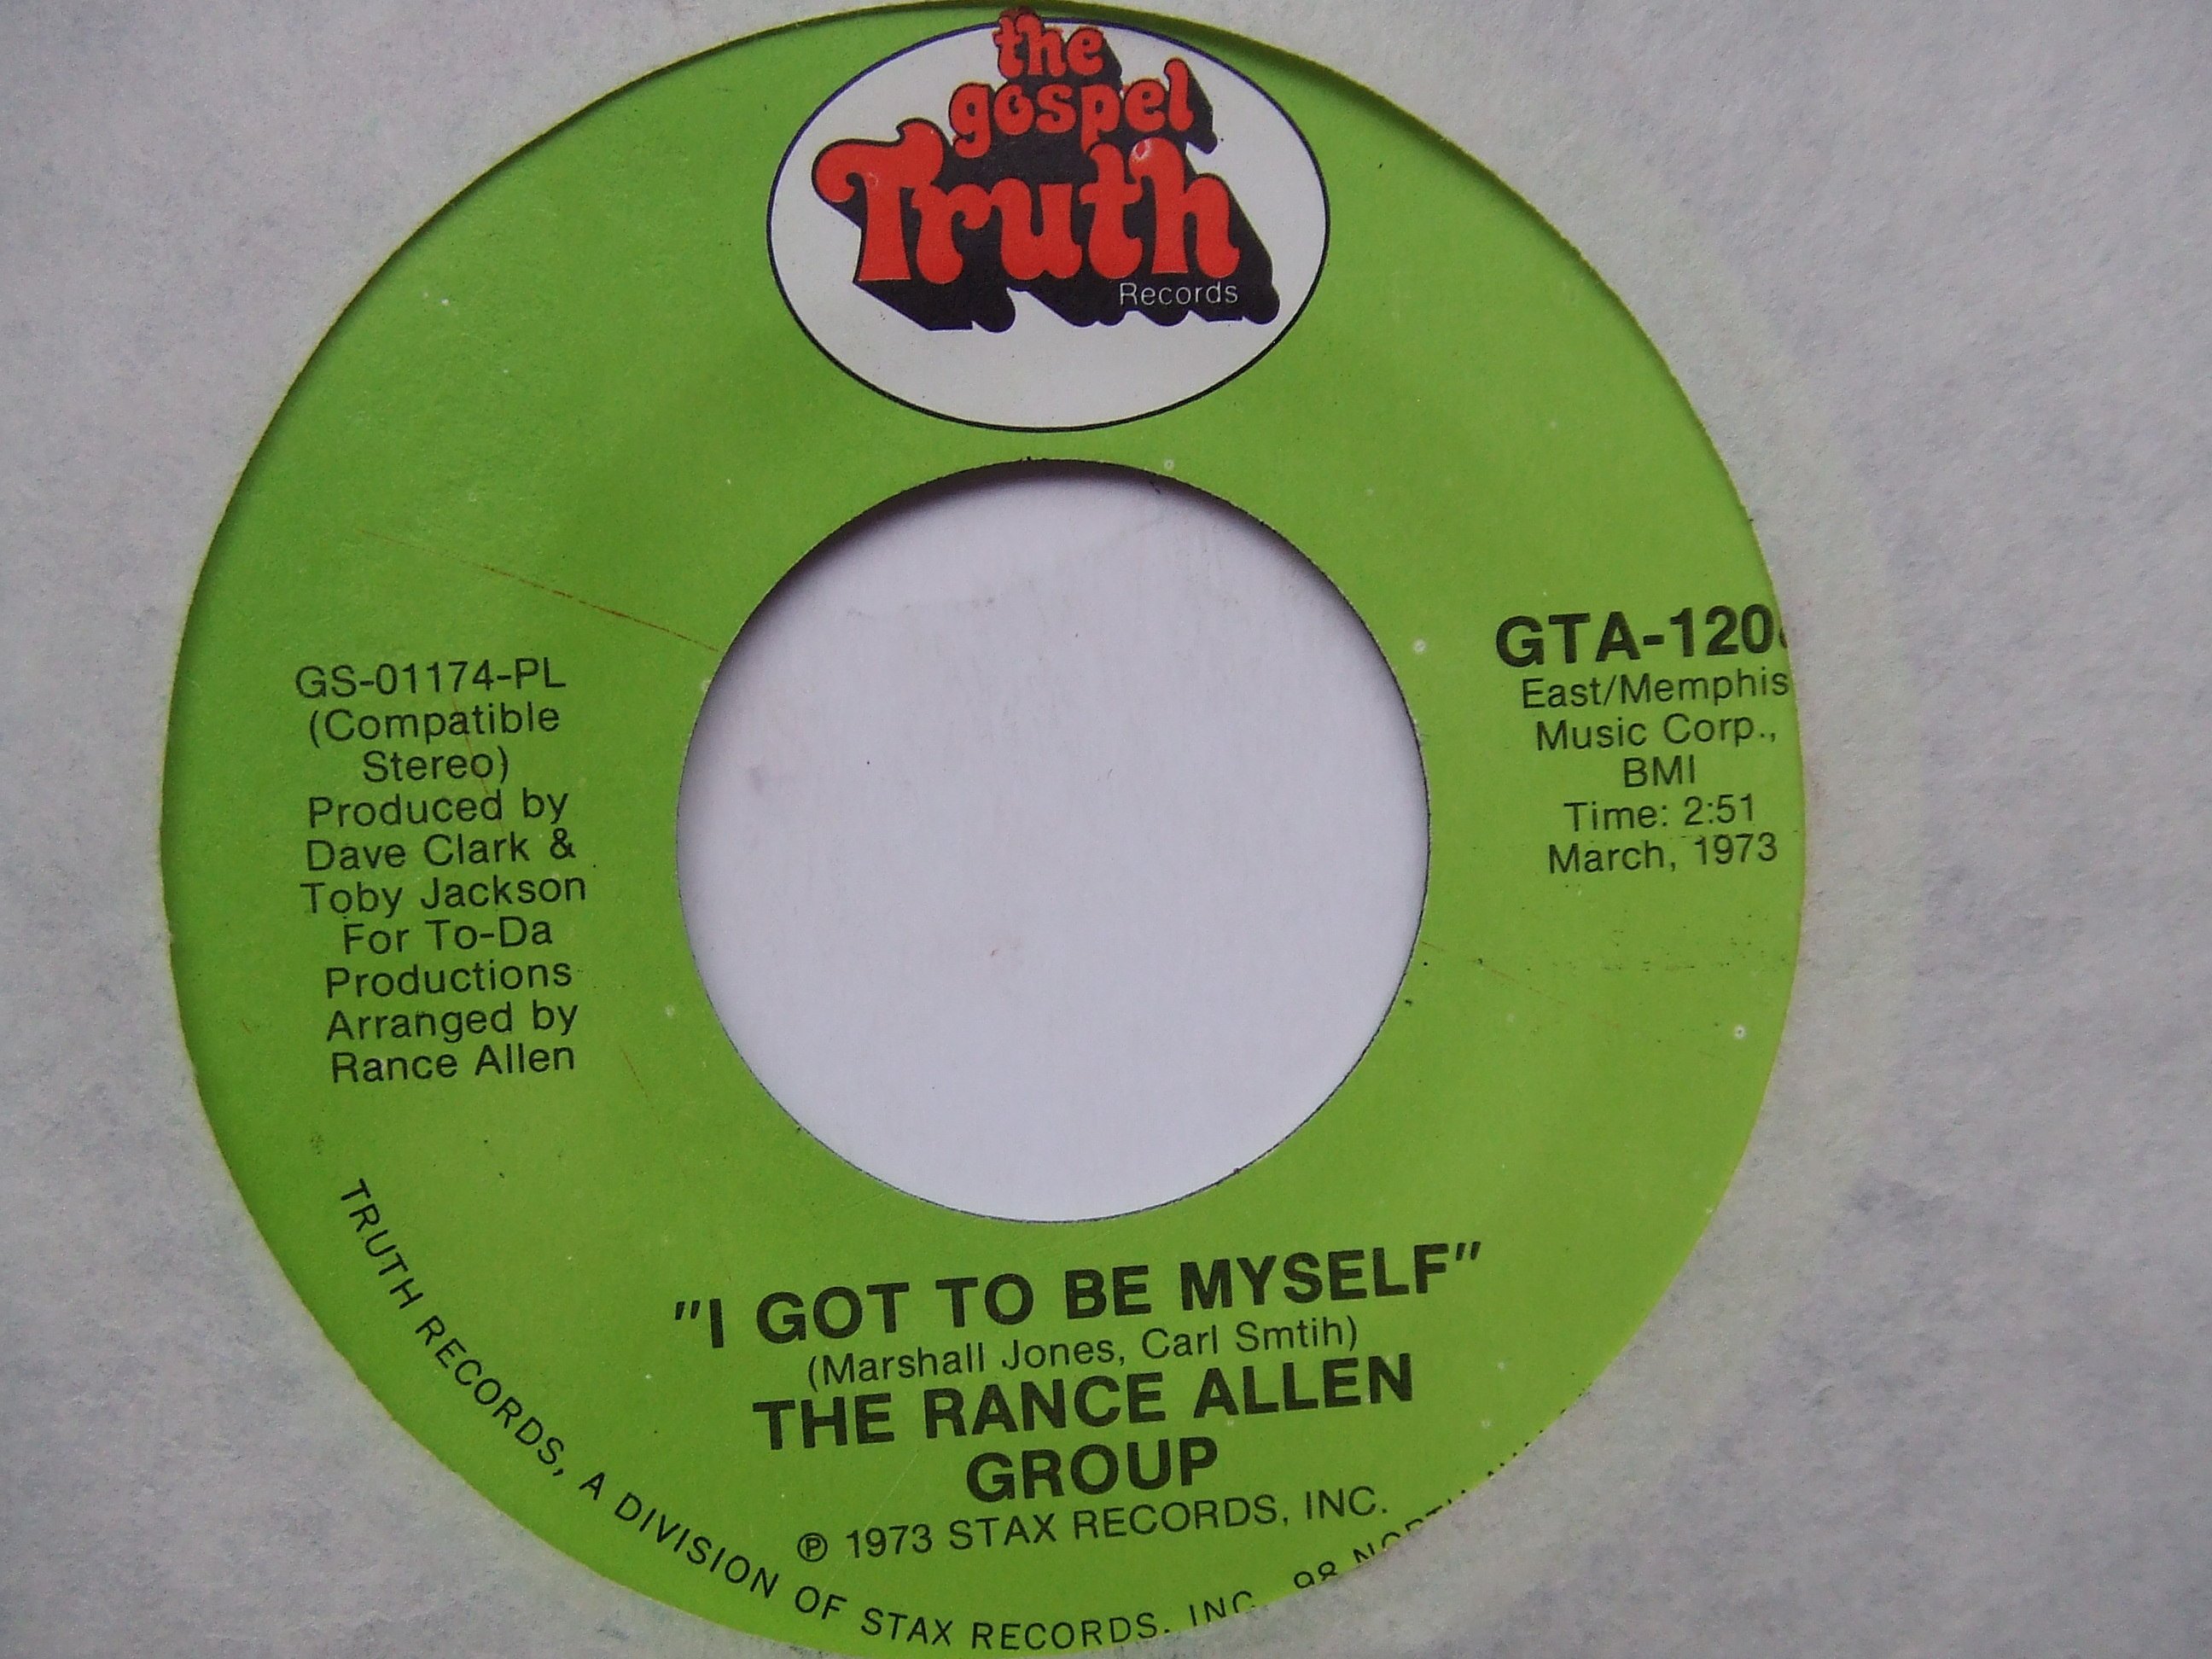 the
gospel
Truth
Records
GS-01174-PL
(Compatible
Stereo)
Produced by
Dave Clark &
Toby Jackson
For To-Da
Productions
Arranged by
Rance Allen
East/Memphis
Music Corp.,
BMI
Time: 2:51
March, 1973
"I GOT TO BE MYSELF"
(Marshall Jones, Carl Smtih)
THE RANCE ALLEN
GROUP
℗ 1973 STAX RECORDS, INC.
TRUTH RECORDS, A DIVISION OF STAX RECORDS, INC. 98